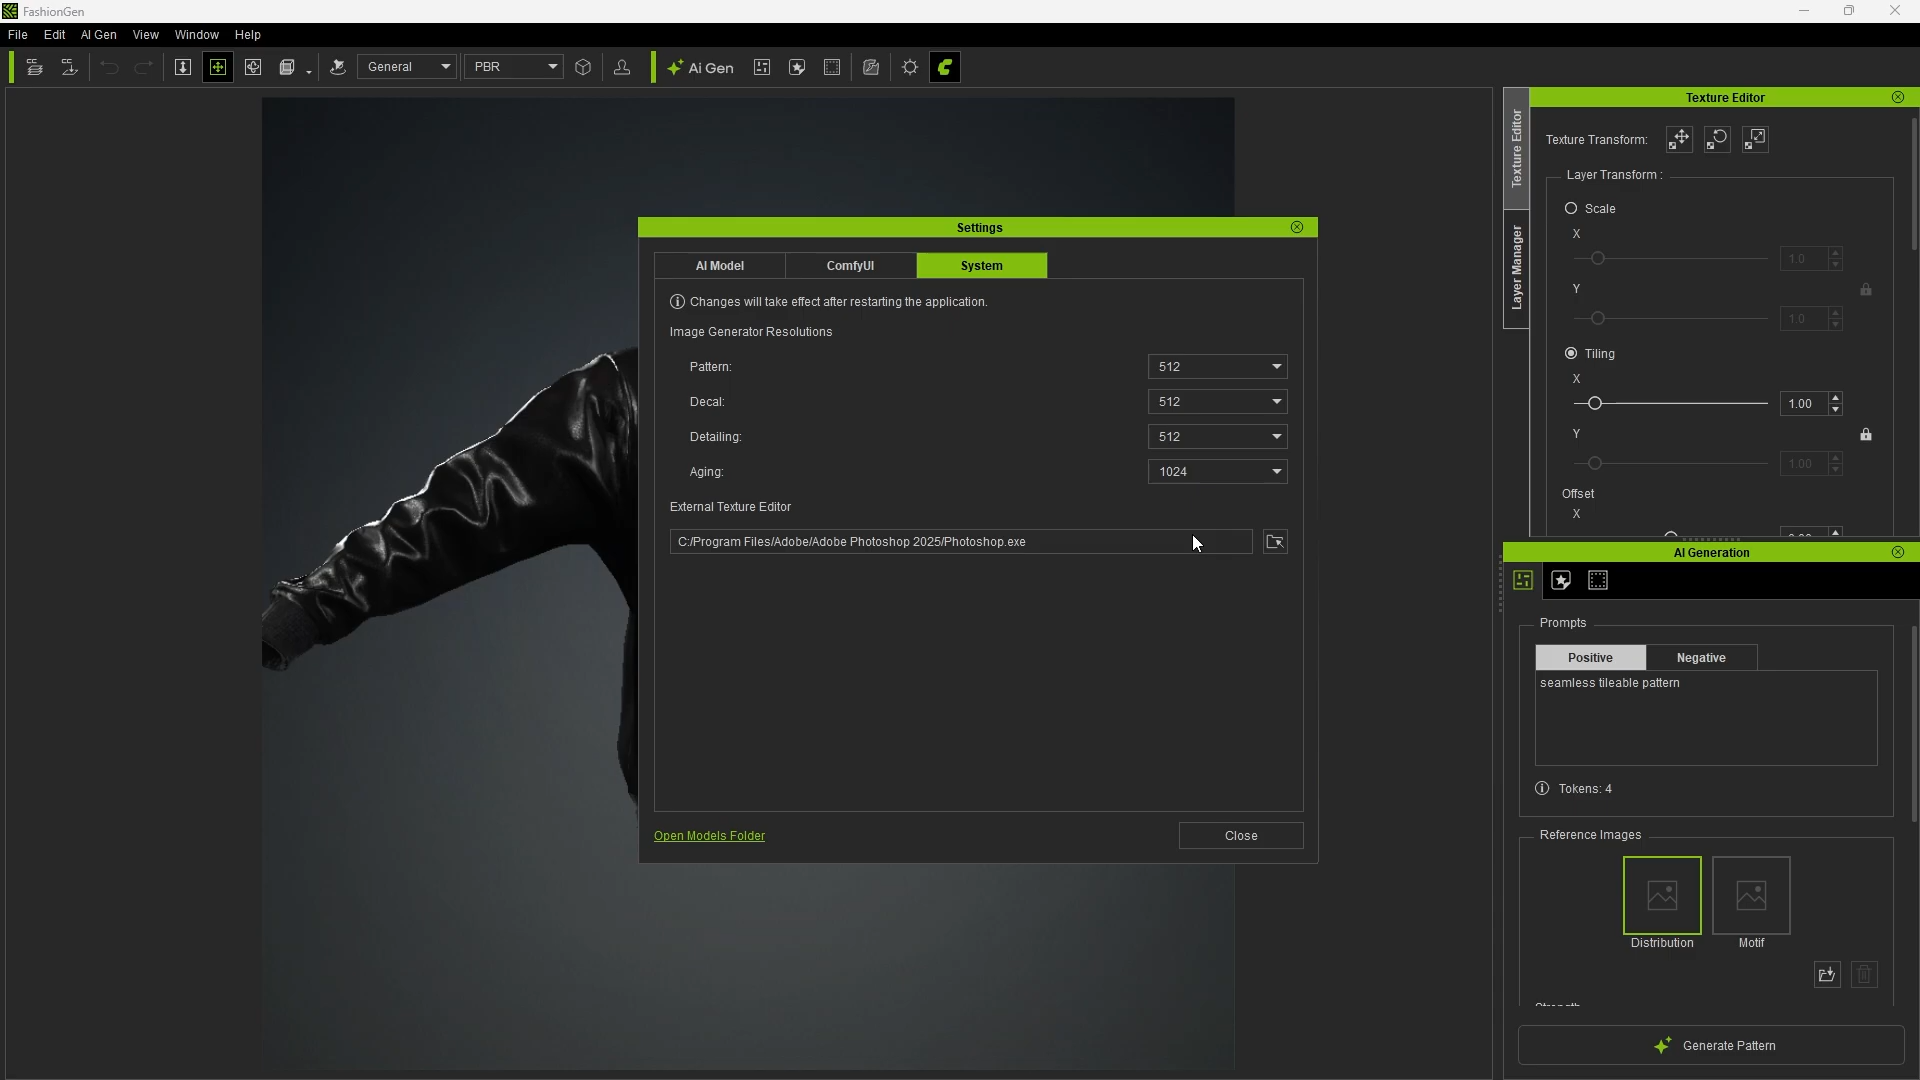 FashionGen
File Edit AI Gen View Window Help
General PBR Ai Gen
Texture Editor
Texture Editor
Layer Manager
Texture Transform:
Layer Transform :
Scale
X
1.0
Y
1.0
Tiling
X
1.00
Y
1.00
Offset
X
Settings
AI Model ComfyUI System
Changes will take effect after restarting the application.
Image Generator Resolutions
Pattern: 512
Decal: 512
Detailing: 512
Aging: 1024
External Texture Editor
C:/Program Files/Adobe/Adobe Photoshop 2025/Photoshop.exe
Open Models Folder
Close
AI Generation
Prompts
Positive Negative
seamless tileable pattern
Tokens: 4
Reference Images
Distribution Motif
Generate Pattern